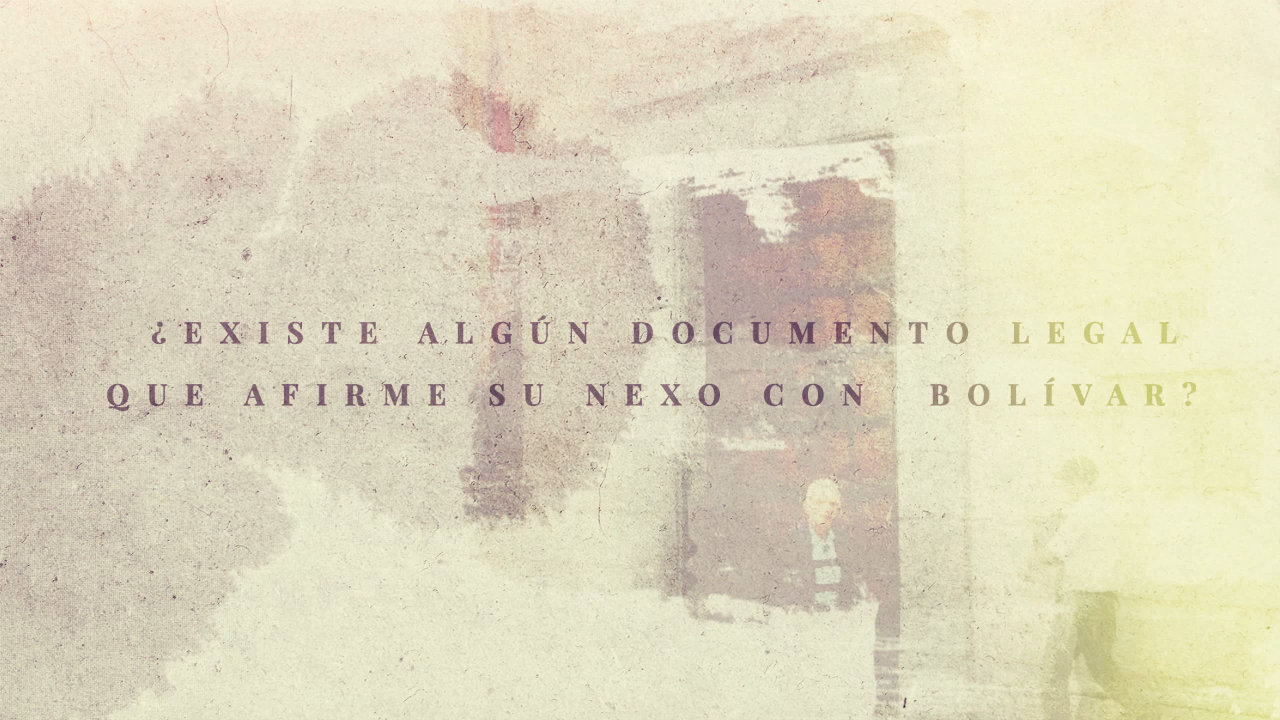 ¿EXISTE ALGÚN DOCUMENTO LEGAL
QUE AFIRME SU NEXO CON BOLÍVAR?